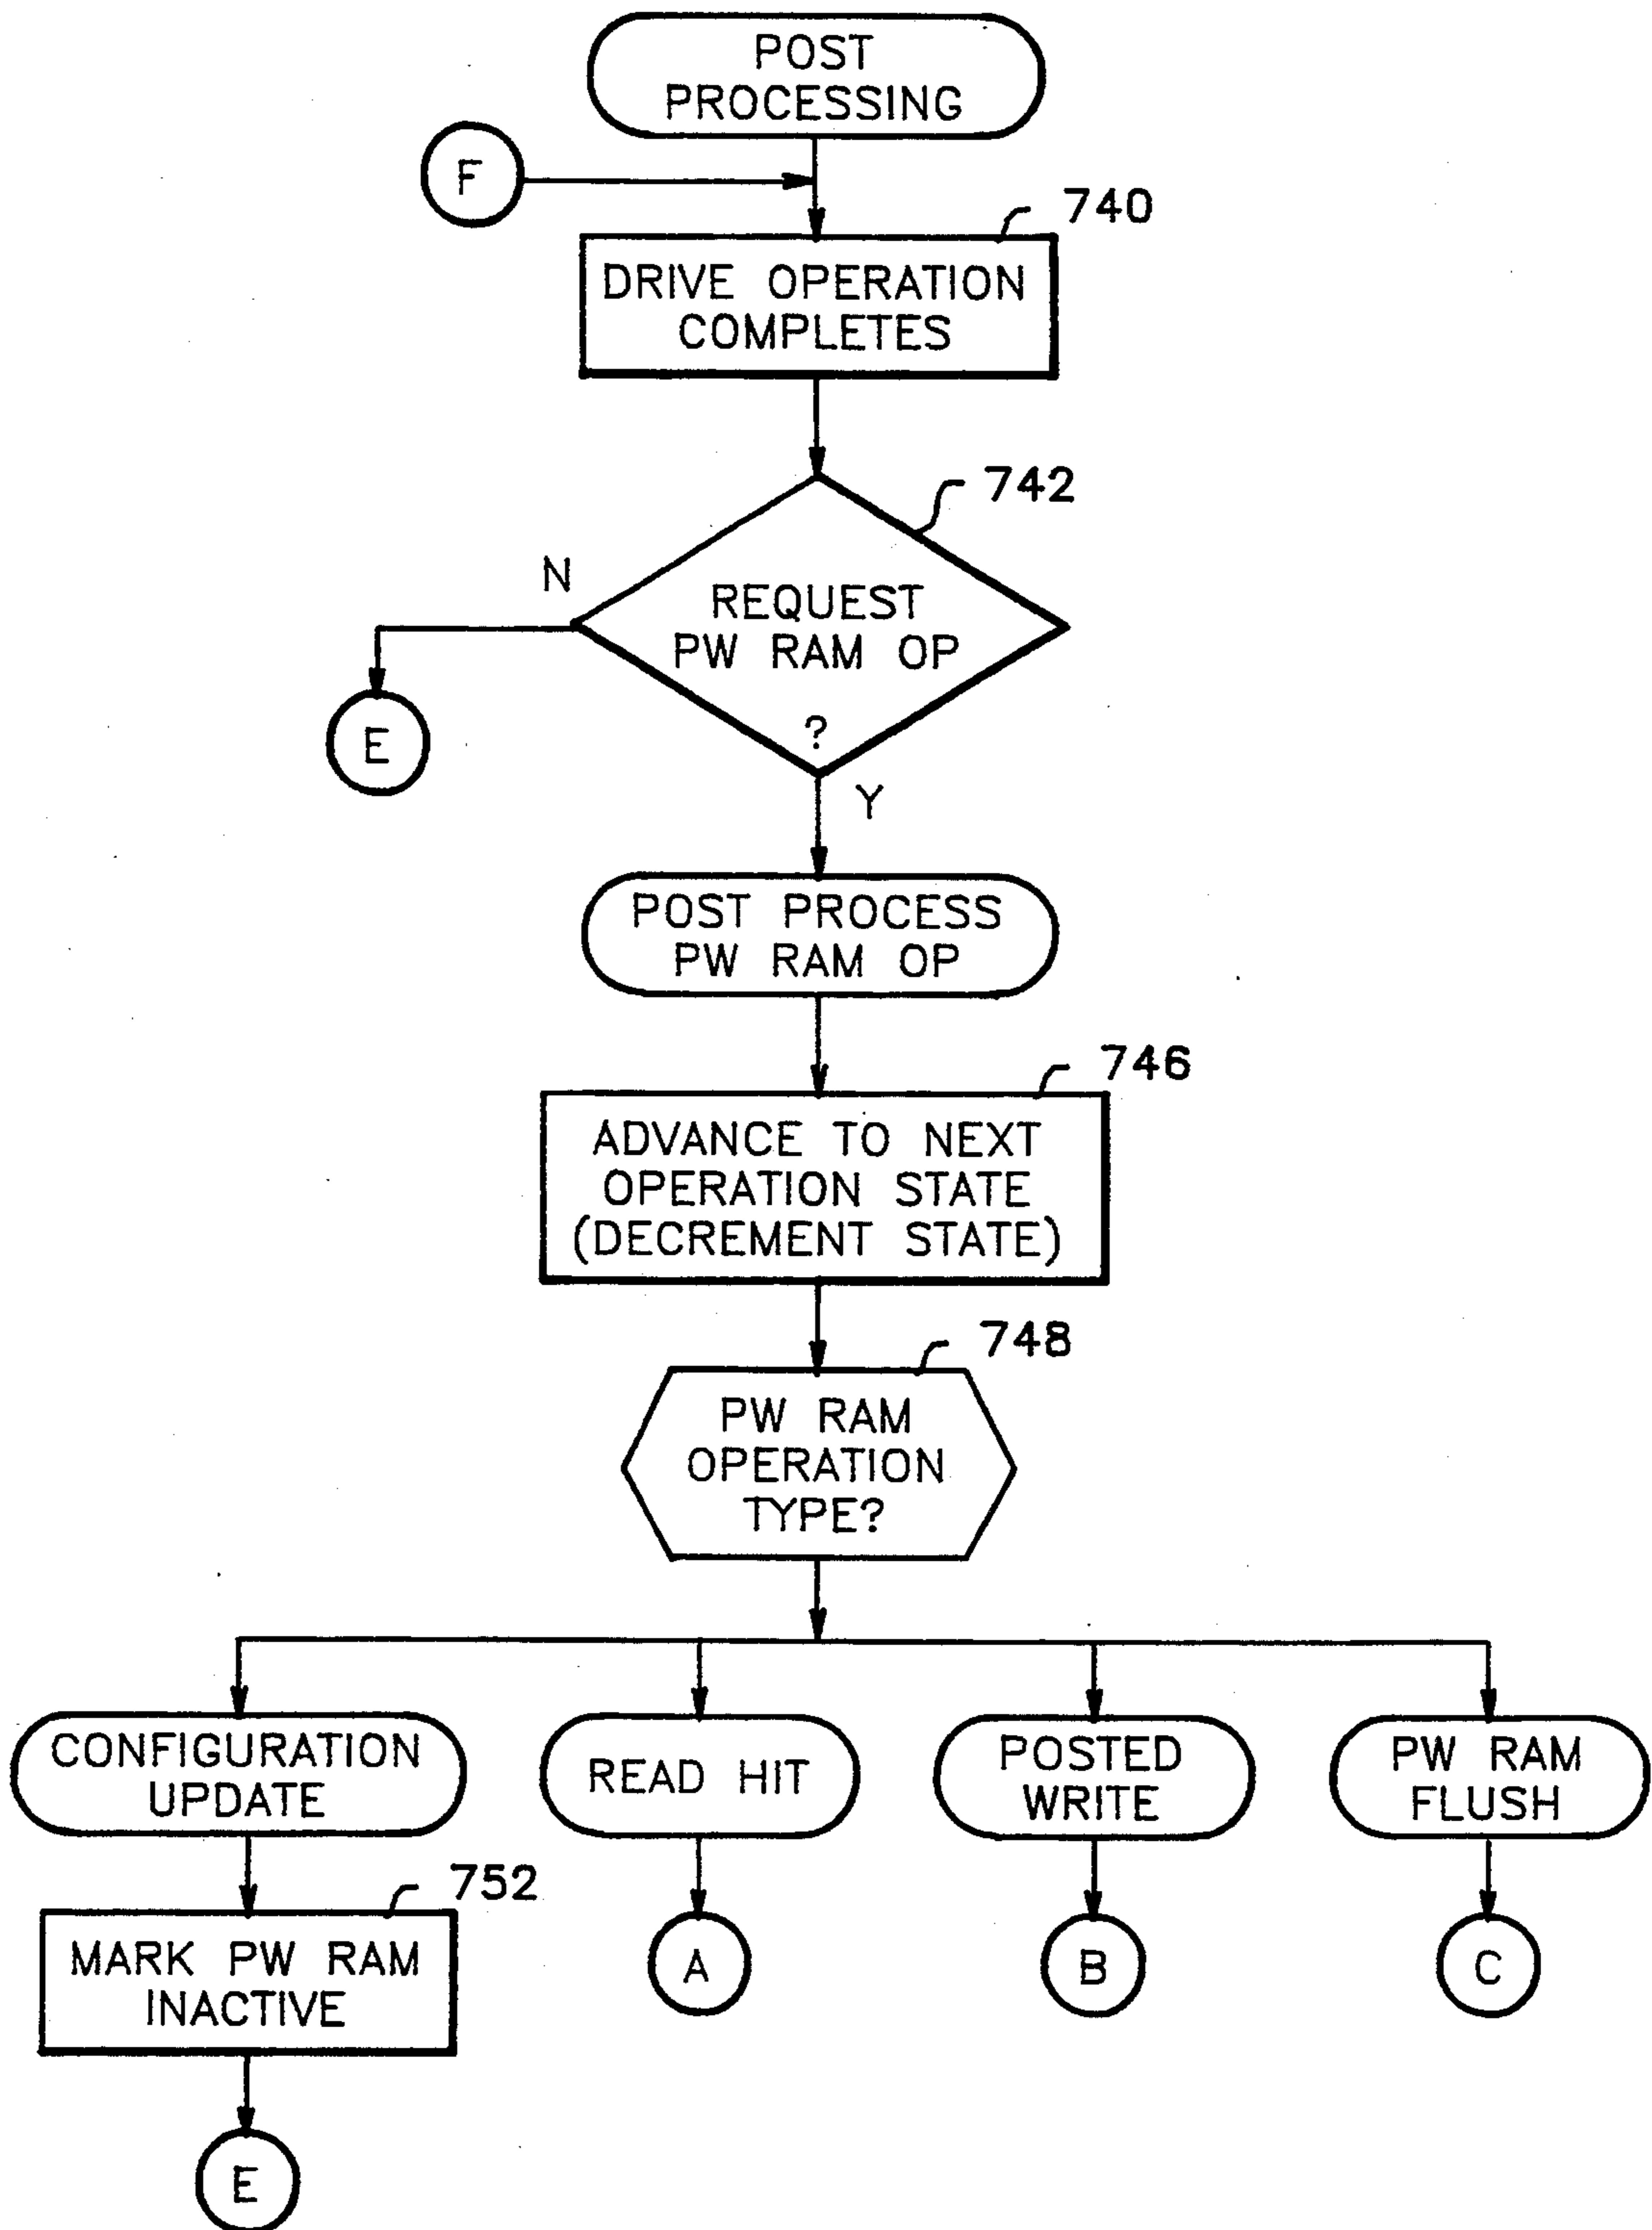 POST
PROCESSING
F
740
DRIVE OPERATION
COMPLETES
742
N
REQUEST
PW RAM OP
?
E
Y
POST PROCESS
PW RAM OP
746
ADVANCE TO NEXT
OPERATION STATE
(DECREMENT STATE)
748
PW RAM
OPERATION
TYPE?
CONFIGURATION
UPDATE
READ HIT
POSTED
WRITE
PW RAM
FLUSH
752
MARK PW RAM
INACTIVE
A
B
C
E